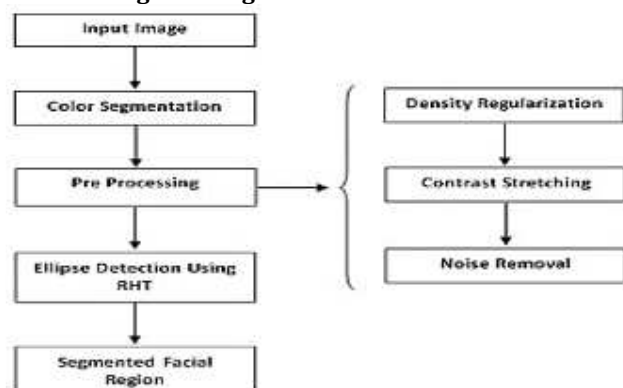 Input Image
Color Segmentation
Pre Processing
Ellipse Detection Using
RHT
Segmented Facial
Region
Density Regularization
Contrast Stretching
Noise Removal